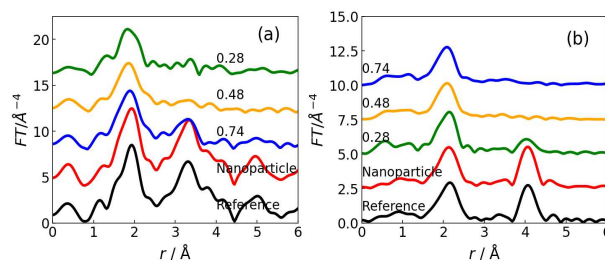 (a)
20
15
10
5
0
FT/Å⁻⁴
0.28
0.48
0.74
Nanoparticle
Reference
0 1 2 3 4 5 6
r / Å
(b)
15.0
12.5
10.0
7.5
5.0
2.5
0.0
FT/Å⁻⁴
0.74
0.48
0.28
Nanoparticle
Reference
0 1 2 3 4 5 6
r / Å